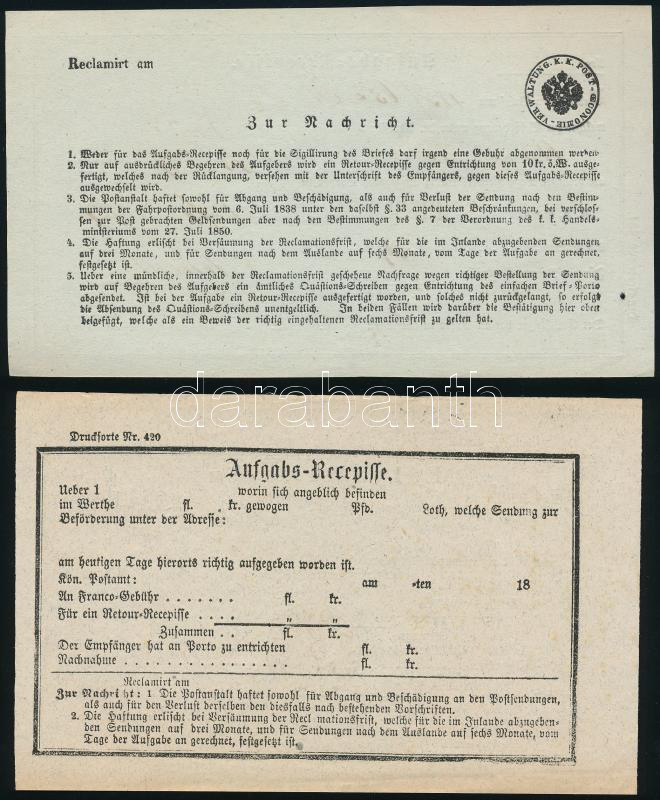 Reclamirt am
VERWALTUNG. K. K. POST - ŒCONOMIE -
Zur Nachricht.
1. Weder für das Aufgabs-Recepisse noch für die Sigillirung des Briefes darf irgend eine Gebühr abgenommen werden
2. Nur auf ausdrückliches Begehren des Aufgebers wird ein Retour-Recepisse gegen Entrichtung von 10 kr. ö. W. ausge-
fertigt, welches nach der Rücklangung, versehen mit der Unterschrift des Empfängers, gegen dieses Aufgabs-Recepisse
ausgewechselt wird.
3. Die Postanstalt haftet sowohl für Abgang und Beschädigung, als auch für Verlust der Sendung nach den Bestim-
mungen der Fahrpostordnung vom 6. Juli 1838 unter den daselbst §. 33 angedeuteten Beschränkungen, bei verschlos-
sen zur Post gebrachten Geldsendungen aber nach den Bestimmungen des §. 7 der Verordnung des k. k. Handels-
ministeriums vom 27. Juli 1850.
4. Die Haftung erlischt bei Versäumung der Reclamationsfrist, welche für die im Inlande abzugebenden Sendungen
auf drei Monate, und für Sendungen nach dem Auslande auf sechs Monate, vom Tage der Aufgabe an gerechnet,
festgesetzt ist.
5. Ueber eine mündliche, innerhalb der Reclamationsfrist geschehene Nachfrage wegen richtiger Bestellung der Sendung
wird auf Begehren des Aufgebers ein ämtliches Quästions-Schreiben gegen Entrichtung des einfachen Brief-Porto
abgesendet. Ist bei der Aufgabe ein Retour-Recepisse ausgefertigt worden, und solches nicht zurückgelangt, so erfolgt
die Absendung des Quästions-Schreibens unentgeltlich. In beiden Fällen wird darüber die Bestätigung hier oben
beigefügt, welche als ein Beweis der richtig eingehaltenen Reclamationsfrist zu gelten hat.
darabanth
Drucksorte Nr. 420
Aufgabs-Recepisse.
Ueber 1 worin sich angeblich befinden
im Werthe fl. kr. gewogen Pfd. Loth, welche Sendung zur
Beförderung unter der Adresse:
am heutigen Tage hierorts richtig aufgegeben worden ist.
Kön. Postamt: am -ten 18
An Franco-Gebühr . . . . . . . fl. kr.
Für ein Retour-Recepisse . . . . „ „
Zusammen . . fl. kr.
Der Empfänger hat an Porto zu entrichten fl. kr.
Nachnahme . . . . . . . . . . . . . . . . fl. kr.
Reclamirt am
Zur Nachri ht: 1 Die Postanstalt haftet sowohl für Abgang und Beschädigung an den Postsendungen,
als auch für den Verlust derselben den diesfalls nach bestehenden Vorschriften.
2. Die Haftung erlischt bei Versäumung der Recl mationsfrist, welche für die im Inlande abzugeben-
den Sendungen auf drei Monate, und für Sendungen nach dem Auslande auf sechs Monate, vom
Tage der Aufgabe an gerechnet, festgesetzt ist.